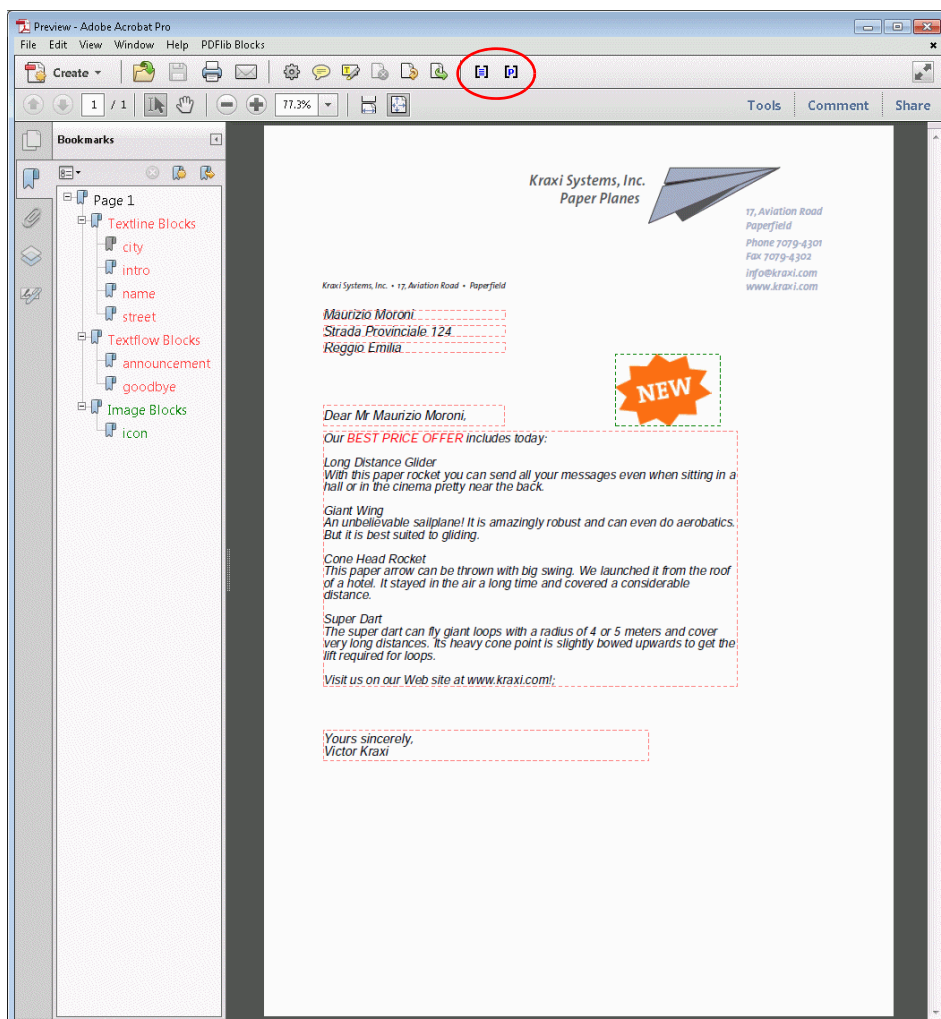 Preview - Adobe Acrobat Pro
File Edit View Window Help PDFlib Blocks
Create
1 / 1
77.3%
Tools Comment Share
Bookmarks
Page 1
Textline Blocks
city
intro
name
street
Textflow Blocks
announcement
goodbye
Image Blocks
icon
Kraxi Systems, Inc.
Paper Planes
17, Aviation Road
Paperfield
Phone 7079-4301
Fax 7079-4302
info@kraxi.com
www.kraxi.com
Kraxi Systems, Inc. • 17, Aviation Road • Paperfield
Maurizio Moroni
Strada Provinciale 124
Reggio Emilia
NEW
Dear Mr Maurizio Moroni,
Our BEST PRICE OFFER includes today:
Long Distance Glider
With this paper rocket you can send all your messages even when sitting in a
hall or in the cinema pretty near the back.
Giant Wing
An unbelievable sailplane! It is amazingly robust and can even do aerobatics.
But it is best suited to gliding.
Cone Head Rocket
This paper arrow can be thrown with big swing. We launched it from the roof
of a hotel. It stayed in the air a long time and covered a considerable
distance.
Super Dart
The super dart can fly giant loops with a radius of 4 or 5 meters and cover
very long distances. Its heavy cone point is slightly bowed upwards to get the
lift required for loops.
Visit us on our Web site at www.kraxi.com!;
Yours sincerely,
Victor Kraxi